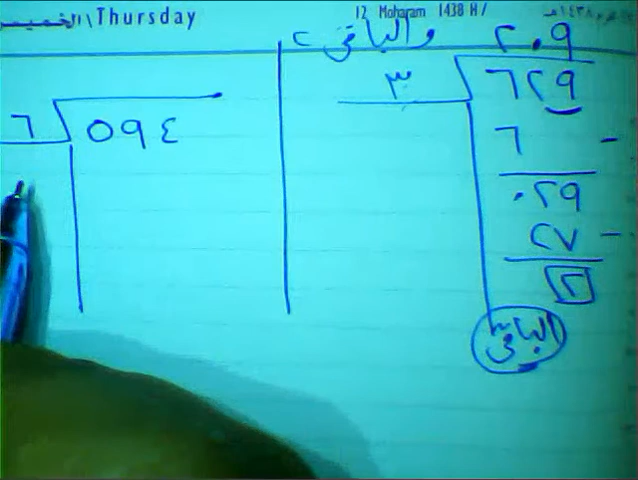 الخميس \ Thursday 12 Moharam 1438 H /
٢٠٩ والباقي ٢
٣ ٦٢٩
٦ -
٠٢٩
٢٧ -
٢
الباقي
٦ ٥٩٤